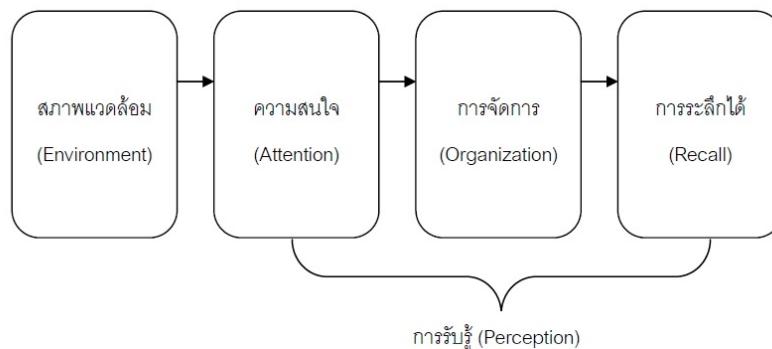 สภาพแวดล้อม
(Environment)
ความสนใจ
(Attention)
การจัดการ
(Organization)
การระลึกได้
(Recall)
การรับรู้ (Perception)